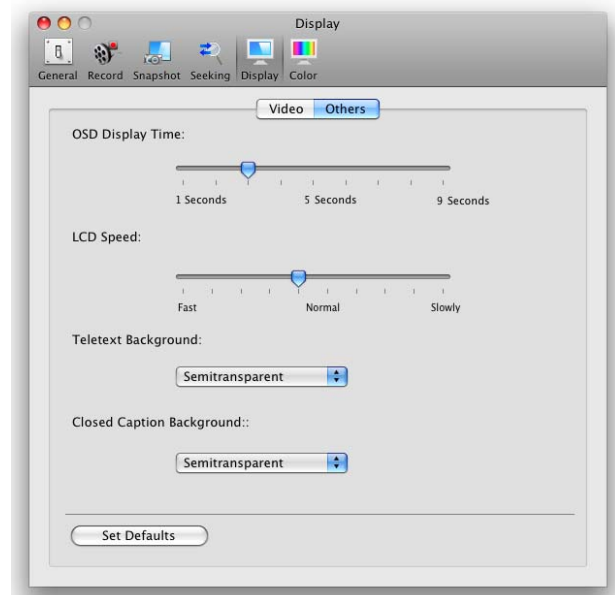 Display
General Record Snapshot Seeking Display Color
Video Others
OSD Display Time:
1 Seconds 5 Seconds 9 Seconds
LCD Speed:
Fast Normal Slowly
Teletext Background:
Semitransparent
Closed Caption Background::
Semitransparent
Set Defaults